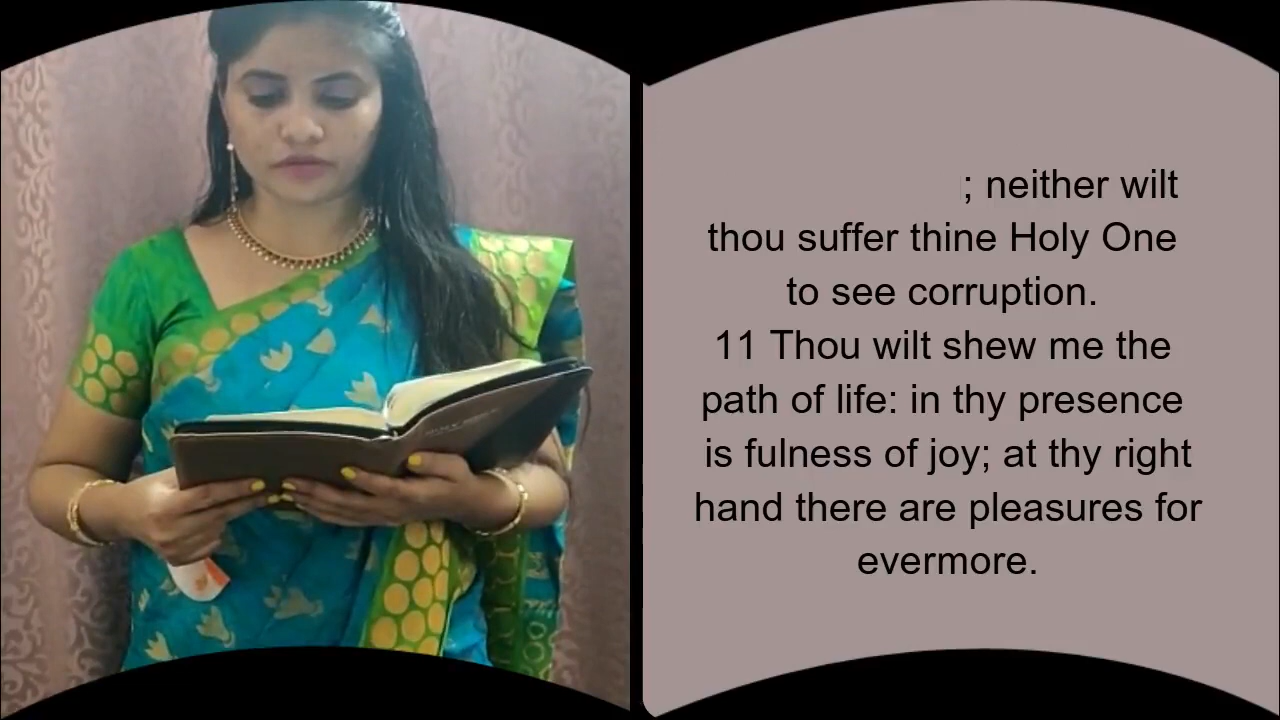 ; neither wilt
thou suffer thine Holy One
to see corruption.
11 Thou wilt shew me the
path of life: in thy presence
is fulness of joy; at thy right
hand there are pleasures for
evermore.